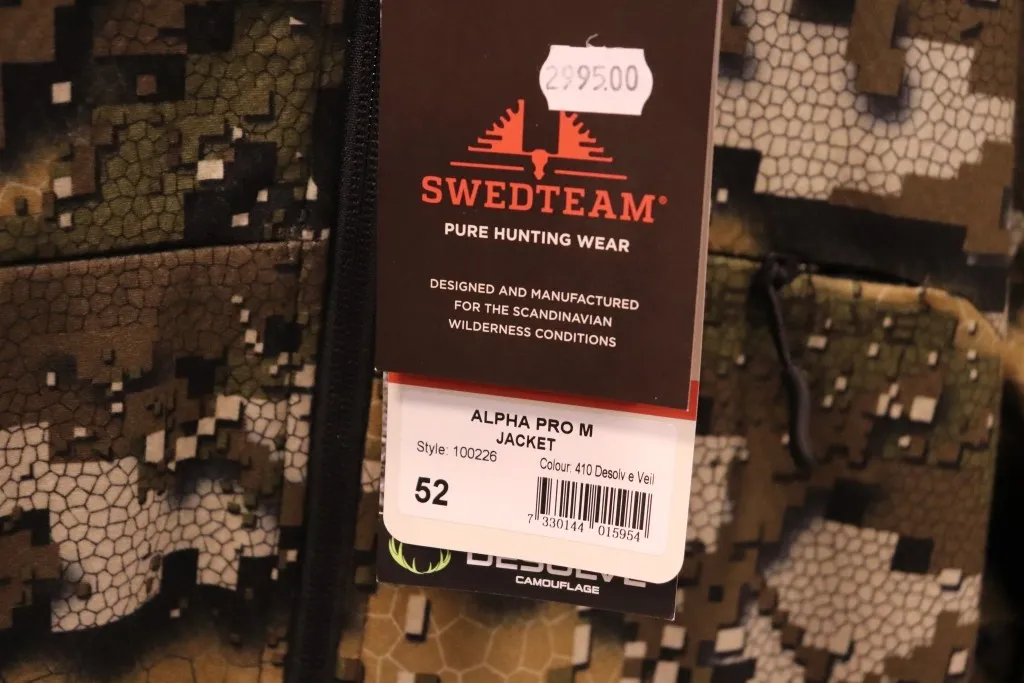 2995.00
SWEDTEAM®
PURE HUNTING WEAR
DESIGNED AND MANUFACTURED
FOR THE SCANDINAVIAN
WILDERNESS CONDITIONS
ALPHA PRO M
JACKET
Style: 100226
Colour: 410 Desolv e Veil
52
7 330144 015954
DESOLVE
CAMOUFLAGE